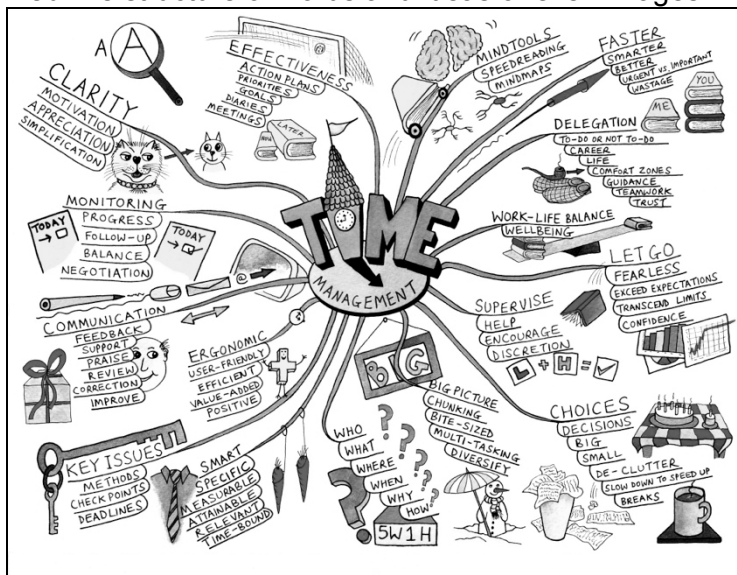 A A
CLARITY
MOTIVATION
APPRECIATION
SIMPLIFICATION
EFFECTIVENESS
ACTION PLANS
PRIORITIES
GOALS
DIARIES
MEETINGS
LATER
MINDTOOLS
SPEEDREADING
MINDMAPS
FASTER
SMARTER
BETTER
URGENT VS. IMPORTANT
WASTAGE
ME
YOU
DELEGATION
TO-DO OR NOT TO-DO
CAREER
LIFE
COMFORT ZONES
GUIDANCE
TEAMWORK
TRUST
MONITORING
PROGRESS
FOLLOW-UP
BALANCE
NEGOTIATION
TODAY
TODAY
TIME
MANAGEMENT
WORK-LIFE BALANCE
WELLBEING
LET GO
FEARLESS
EXCEED EXPECTATIONS
TRANSCEND LIMITS
CONFIDENCE
COMMUNICATION
FEEDBACK
SUPPORT
PRAISE
REVIEW
CORRECTION
IMPROVE
@
ERGONOMIC
USER-FRIENDLY
EFFICIENT
VALUE-ADDED
POSITIVE
SUPERVISE
HELP
ENCOURAGE
DISCRETION
L + H =
BIG
BIG PICTURE
CHUNKING
BITE-SIZED
MULTI-TASKING
DIVERSIFY
CHOICES
DECISIONS
BIG
SMALL
DE-CLUTTER
SLOW DOWN TO SPEED UP
BREAKS
KEY ISSUES
METHODS
CHECK POINTS
DEADLINES
SMART
SPECIFIC
MEASURABLE
ATTAINABLE
RELEVANT
TIME-BOUND
WHO
WHAT
WHERE
WHEN
WHY
HOW
? ? ? ? ? ?
5W1H